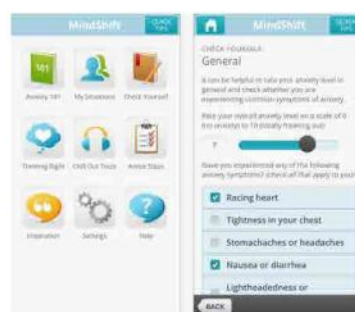 MindShift
QUICK TIPS
101
Anxiety 101
My Situations
Check Yourself
Thinking Right
Chill Out Tools
Active Steps
Inspiration
Settings
Help
MindShift
CHECK YOURSELF:
General
It can be helpful to rate your anxiety level in
general and check whether you are
experiencing common symptoms of anxiety.
Rate your overall anxiety level on a scale of 0
(no anxiety) to 10 (totally freaking out)
7
Have you experienced any of the following
anxiety symptoms? (check all that apply to you)
Racing heart
Tightness in your chest
Stomachaches or headaches
Nausea or diarrhea
Lightheadedness or
BACK